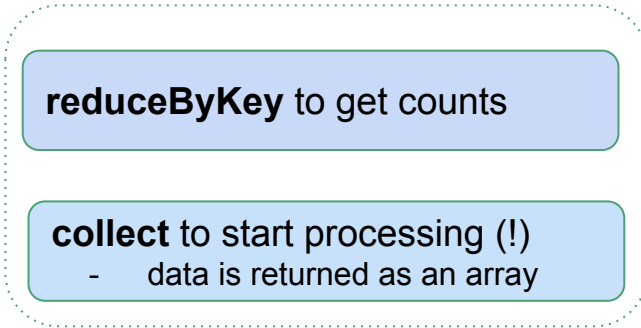 reduceByKey to get counts
collect to start processing (!)
- data is returned as an array